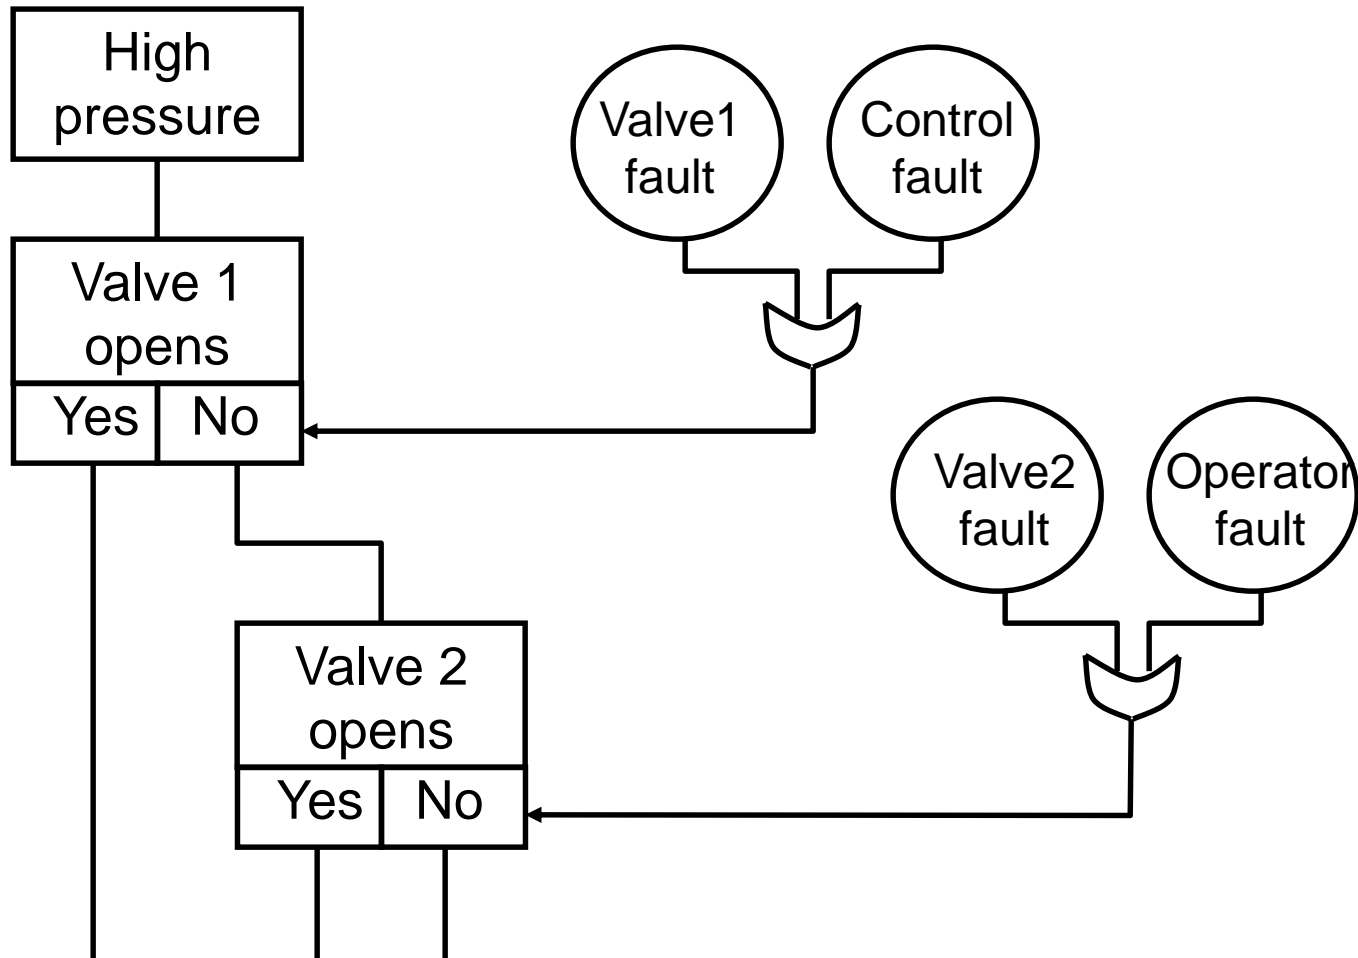 High
pressure
Valve1
fault
Control
fault
Valve 1
opens
Yes
No
Valve2
fault
Operator
fault
Valve 2
opens
Yes
No